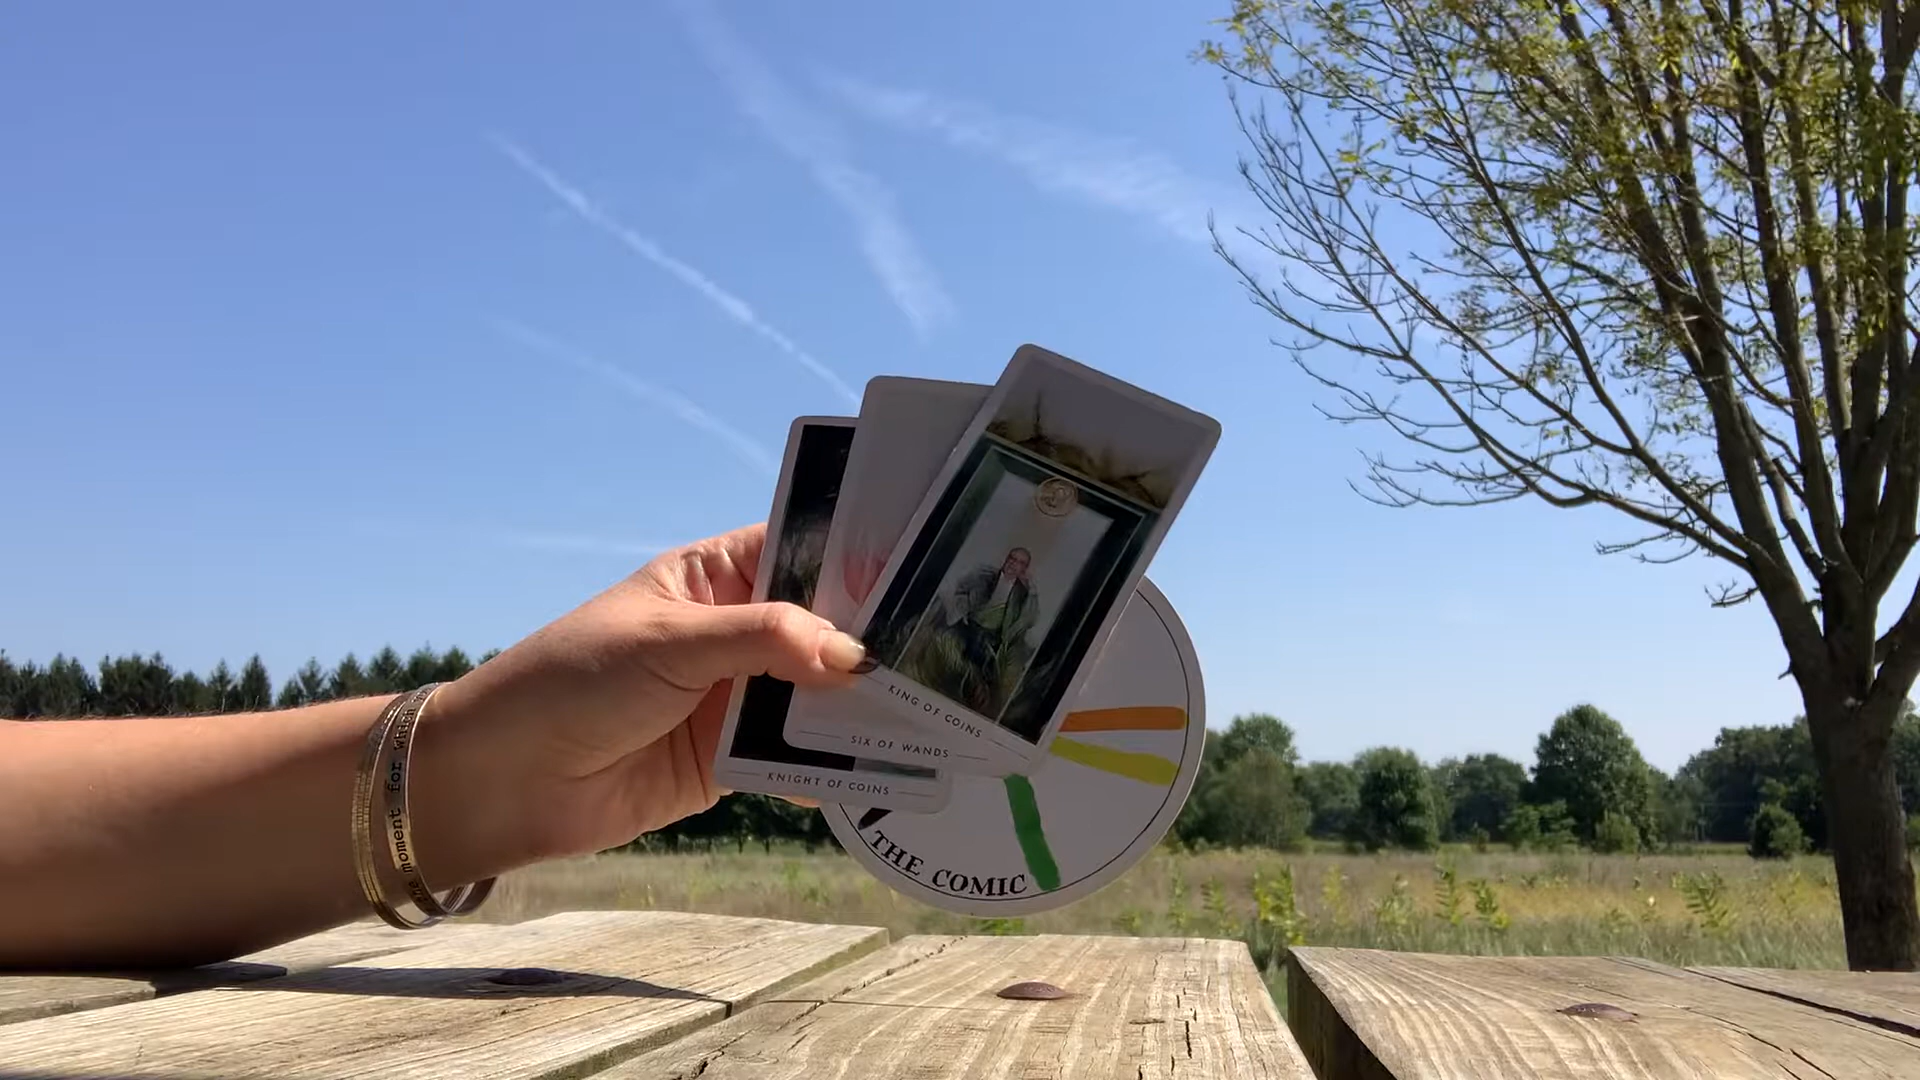 KING OF COINS
SIX OF WANDS
KNIGHT OF COINS
THE COMIC
the moment for which